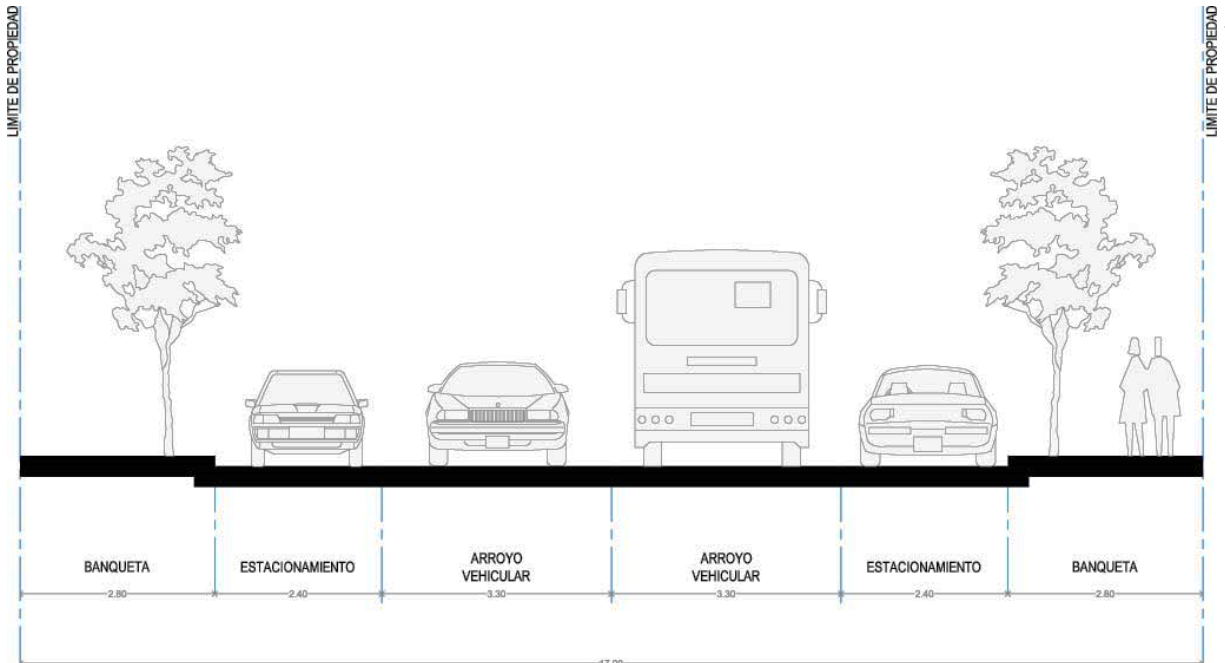 LIMITE DE PROPIEDAD
LIMITE DE PROPIEDAD
BANQUETA
ESTACIONAMIENTO
ARROYO
VEHICULAR
ARROYO
VEHICULAR
ESTACIONAMIENTO
BANQUETA
2.80
2.40
3.30
3.30
2.40
2.80